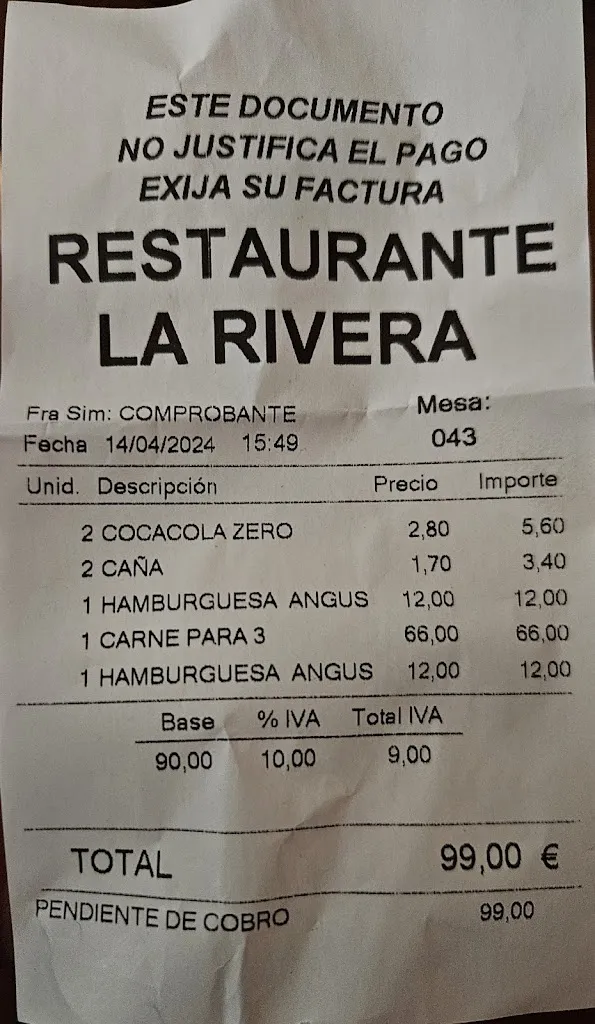 ESTE DOCUMENTO
NO JUSTIFICA EL PAGO
EXIJA SU FACTURA
RESTAURANTE
LA RIVERA
Fra Sim: COMPROBANTE Mesa:
Fecha 14/04/2024 15:49 043
Unid. Descripción Precio Importe
2 COCACOLA ZERO 2,80 5,60
2 CAÑA 1,70 3,40
1 HAMBURGUESA ANGUS 12,00 12,00
1 CARNE PARA 3 66,00 66,00
1 HAMBURGUESA ANGUS 12,00 12,00
Base % IVA Total IVA
90,00 10,00 9,00
TOTAL 99,00 €
PENDIENTE DE COBRO 99,00